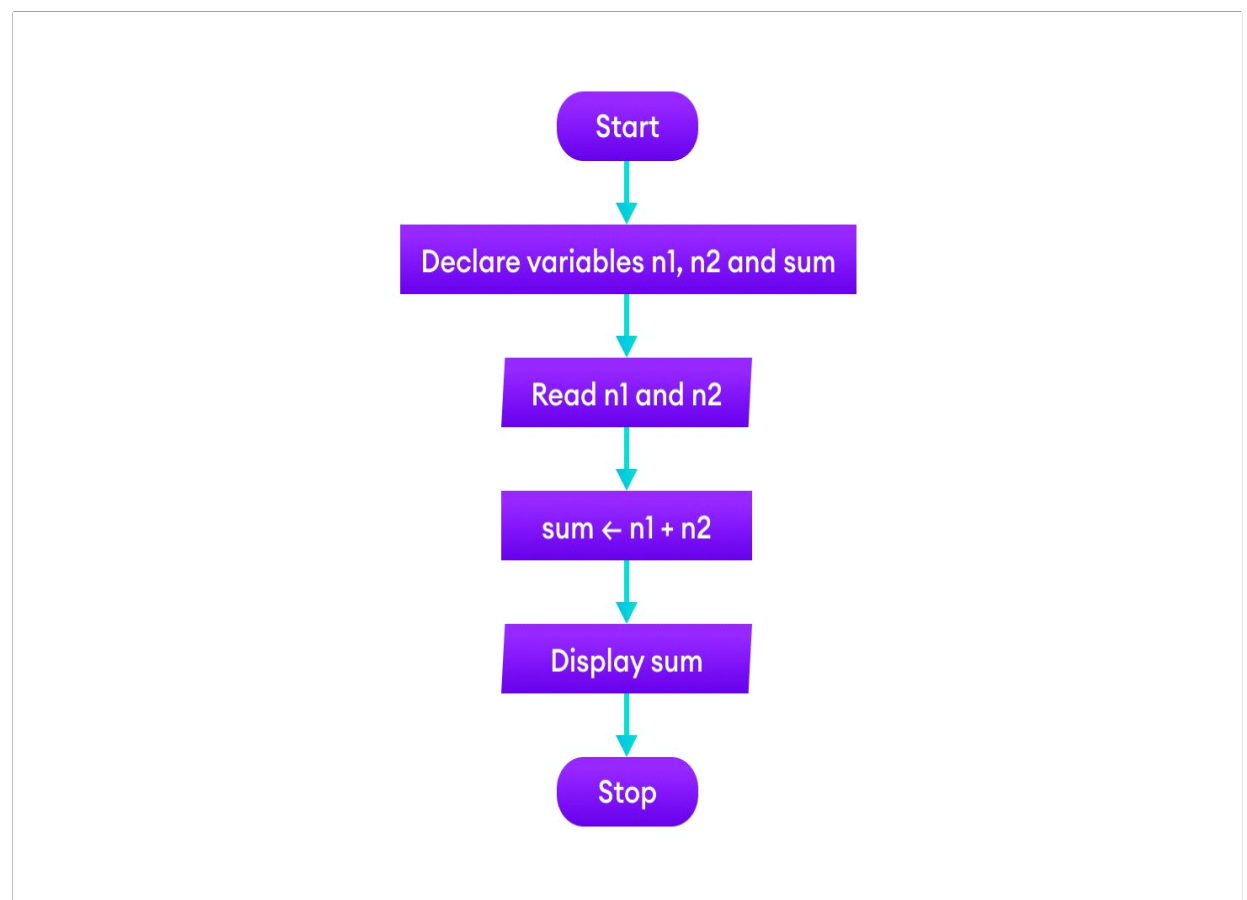 Start
Declare variables n1, n2 and sum
Read n1 and n2
sum ← n1 + n2
Display sum
Stop